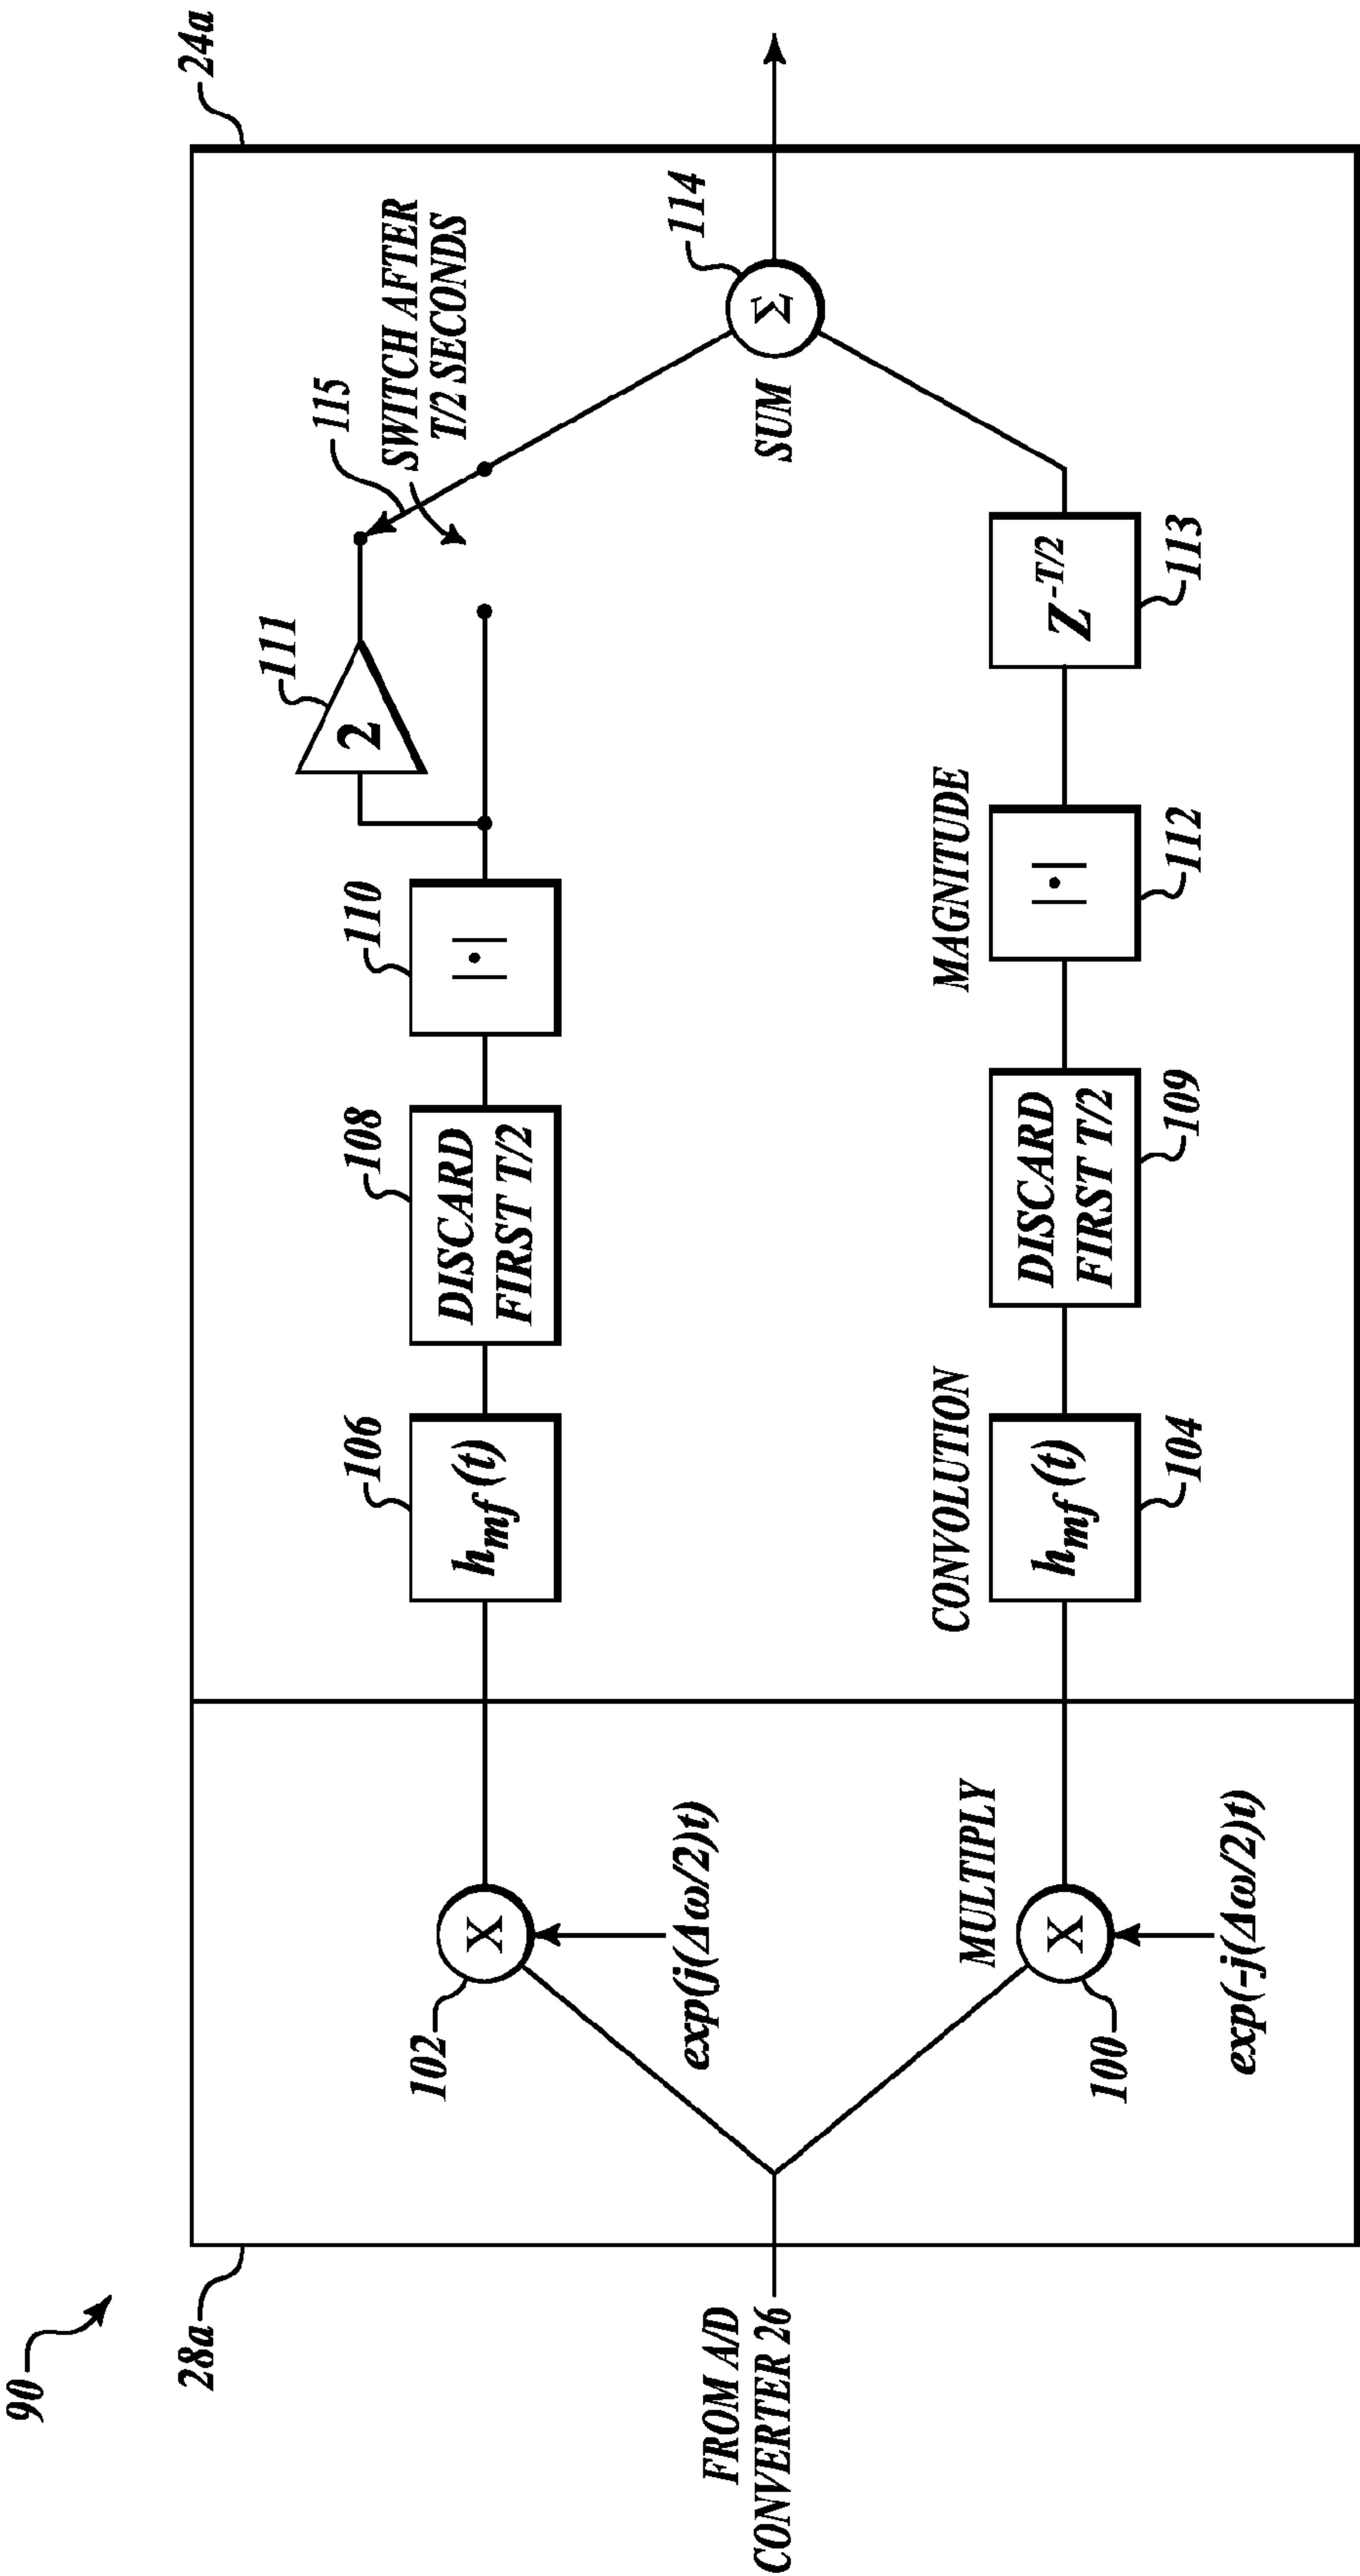 90
28a
24a
FROM A/D
CONVERTER 26
102
X
exp(j(Δω/2)t)
106
h_mf(t)
108
DISCARD
FIRST T/2
110
|•|
111
2
115
SWITCH AFTER
T/2 SECONDS
MULTIPLY
X
100
exp(-j(Δω/2)t)
CONVOLUTION
h_mf(t)
104
DISCARD
FIRST T/2
109
MAGNITUDE
|•|
112
Z^-T/2
113
SUM
Σ
114